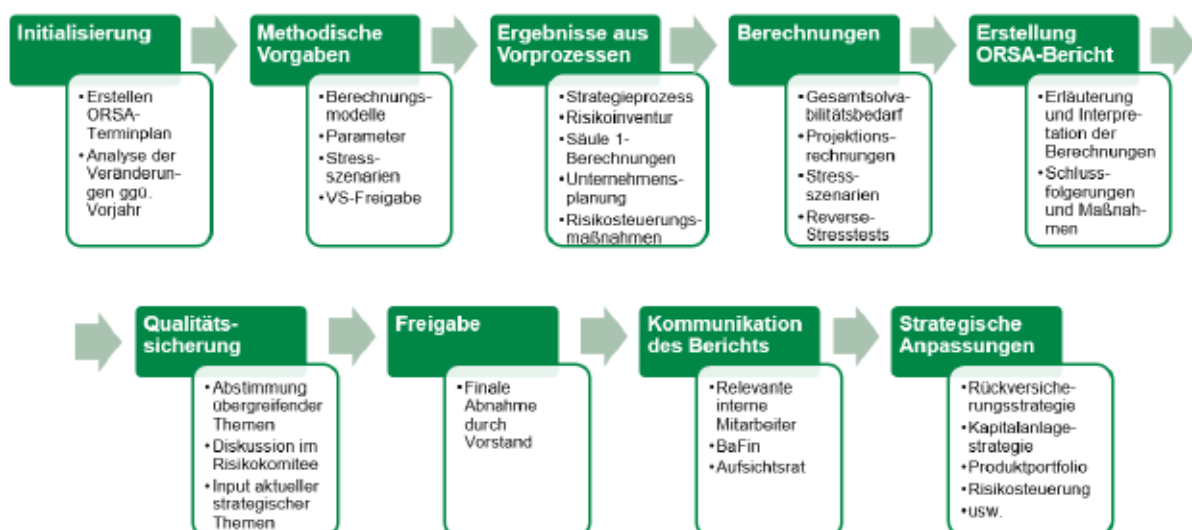 Initialisierung
• Erstellen
ORSA-
Terminplan
• Analyse der
Veränderun-
gen ggü.
Vorjahr
Methodische
Vorgaben
• Berechnungs-
modelle
• Parameter
• Stress-
szenarien
• VS-Freigabe
Ergebnisse aus
Vorprozessen
• Strategieprozess
• Risikoinventur
• Säule 1-
Berechnungen
• Unternehmens-
planung
• Risikosteuerungs-
maßnahmen
Berechnungen
• Gesamtsolva-
bilitätsbedarf
• Projektions-
rechnungen
• Stress-
szenarien
• Reverse-
Stresstests
Erstellung
ORSA-Bericht
• Erläuterung
und Interpre-
tation der
Berechnungen
• Schluss-
folgerungen
und Maßnah-
men
Qualitäts-
sicherung
• Abstimmung
übergreifender
Themen
• Diskussion im
Risikokomitee
• Input aktueller
strategischer
Themen
Freigabe
• Finale
Abnahme
durch
Vorstand
Kommunikation
des Berichts
• Relevante
interne
Mitarbeiter
• BaFin
• Aufsichtsrat
Strategische
Anpassungen
• Rückversiche-
rungsstrategie
• Kapitalanlage-
strategie
• Produktportfolio
• Risikosteuerung
• usw.